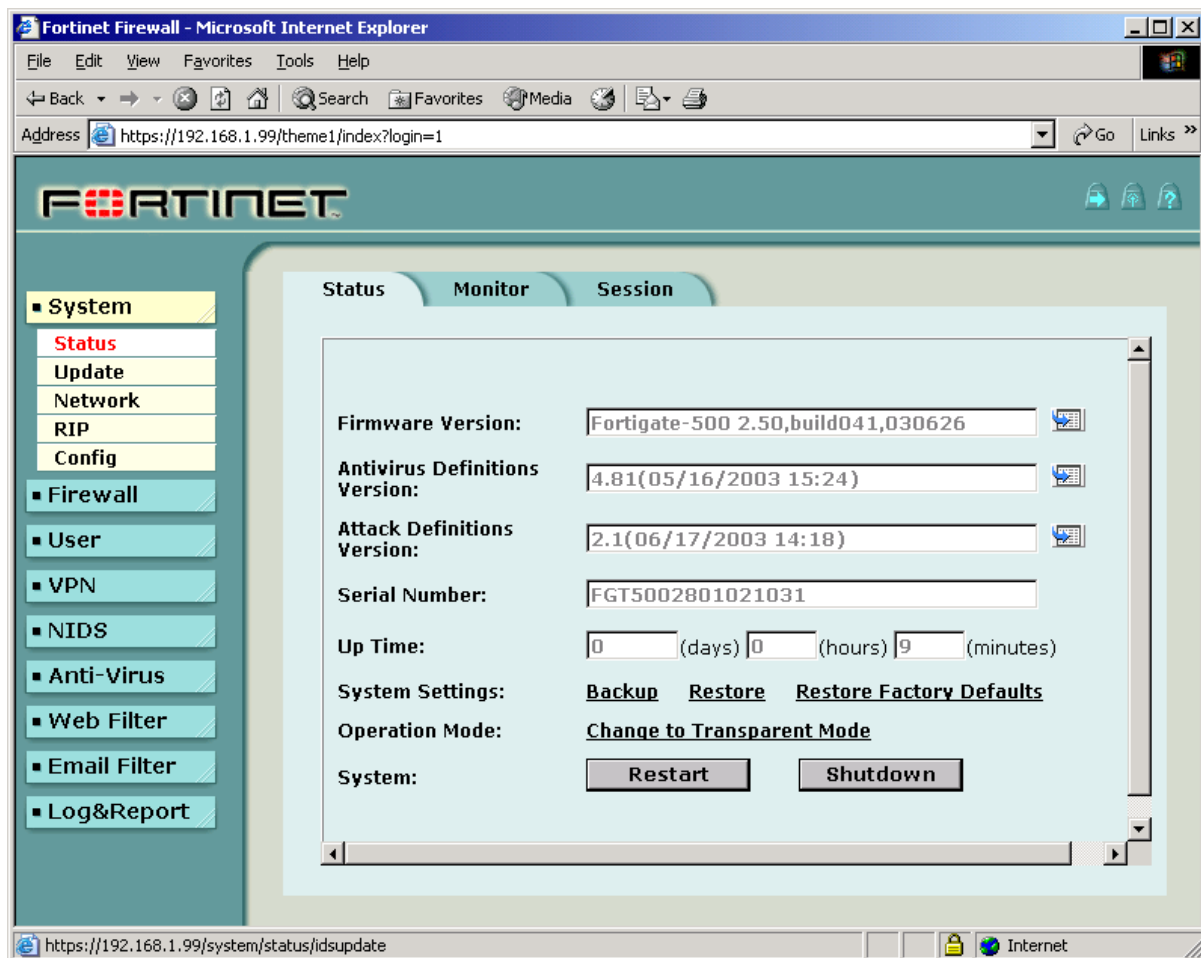 Fortinet Firewall - Microsoft Internet Explorer
File Edit View Favorites Tools Help
Back Search Favorites Media
Address https://192.168.1.99/theme1/index?login=1 Go Links »
FORTINET
Status Monitor Session
System
Status
Update
Network
RIP
Config
Firewall
User
VPN
NIDS
Anti-Virus
Web Filter
Email Filter
Log&Report
Firmware Version: Fortigate-500 2.50,build041,030626
Antivirus Definitions
Version: 4.81(05/16/2003 15:24)
Attack Definitions
Version: 2.1(06/17/2003 14:18)
Serial Number: FGT5002801021031
Up Time: 0 (days) 0 (hours) 9 (minutes)
System Settings: Backup Restore Restore Factory Defaults
Operation Mode: Change to Transparent Mode
System: Restart Shutdown
https://192.168.1.99/system/status/idsupdate Internet